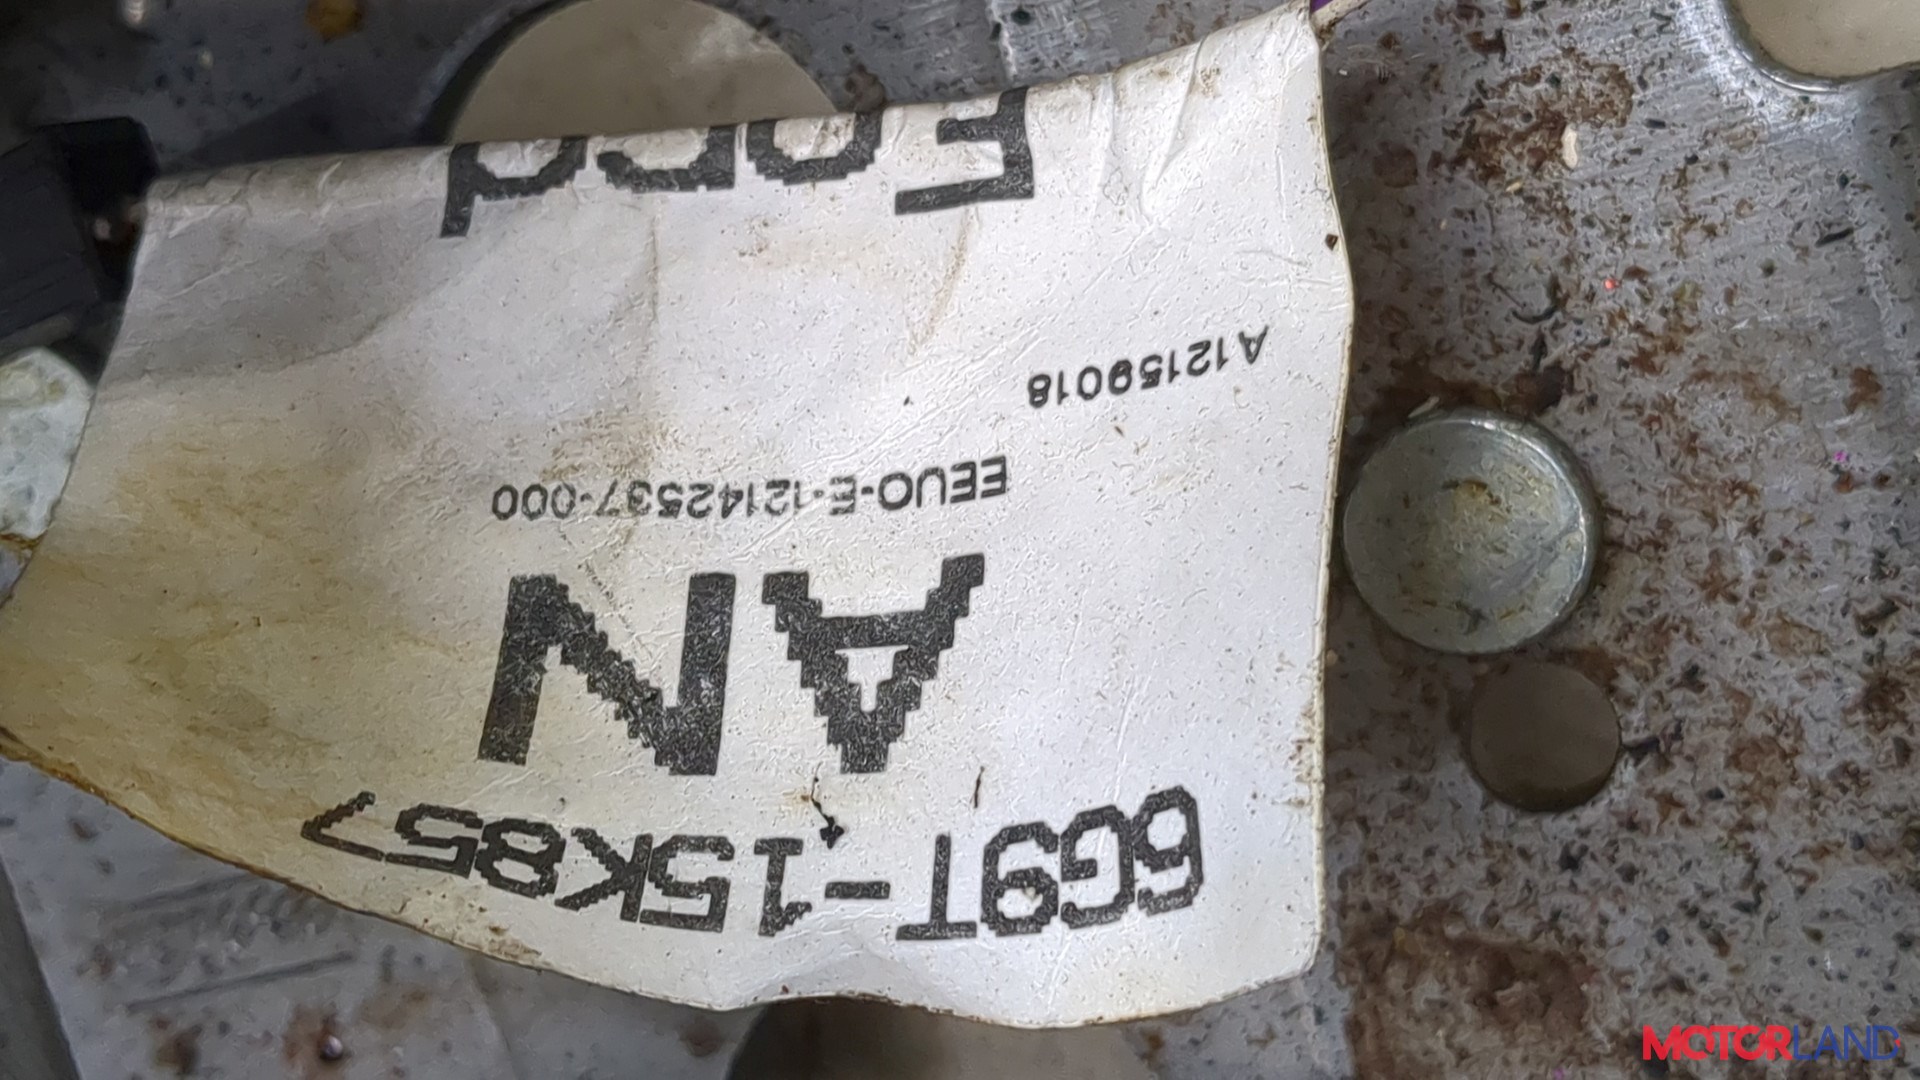 6G9T-15K857
AN
EEUO-E-12142537-000
A12159018
Ford
MOTORLAND